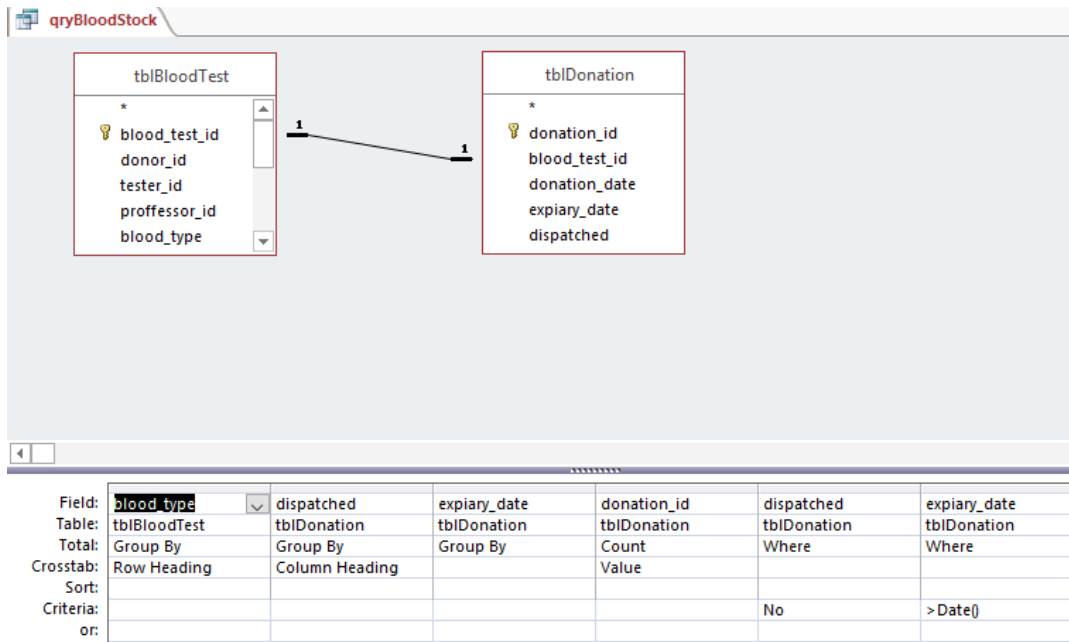 qryBloodStock
tblBloodTest
*
blood_test_id
donor_id
tester_id
proffessor_id
blood_type
1
1
tblDonation
*
donation_id
blood_test_id
donation_date
expiary_date
dispatched
Field: blood_type dispatched expiary_date donation_id dispatched expiary_date
Table: tblBloodTest tblDonation tblDonation tblDonation tblDonation tblDonation
Total: Group By Group By Group By Count Where Where
Crosstab: Row Heading Column Heading Value
Sort:
Criteria: No >Date()
or: